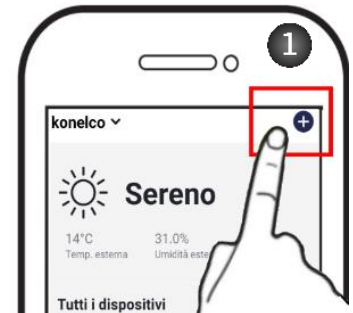 1
konelco
Sereno
14°C 31.0%
Temp. esterna Umidità este
Tutti i dispositivi